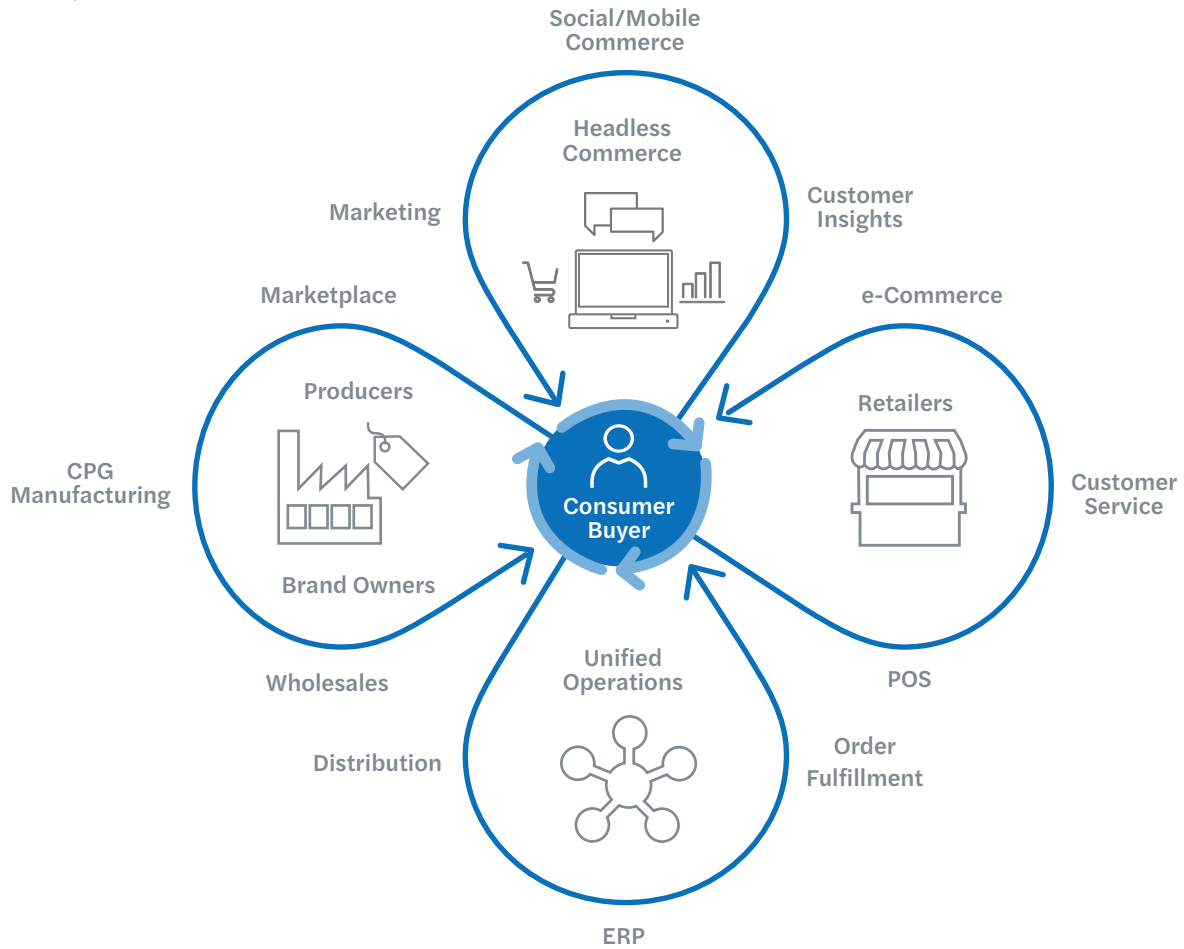 Social/Mobile
Commerce
Headless
Commerce
Marketing
Customer
Insights
Marketplace
e-Commerce
Producers
Retailers
CPG
Manufacturing
Customer
Service
Consumer
Buyer
Brand Owners
Wholesales
Unified
Operations
POS
Distribution
Order
Fulfillment
ERP